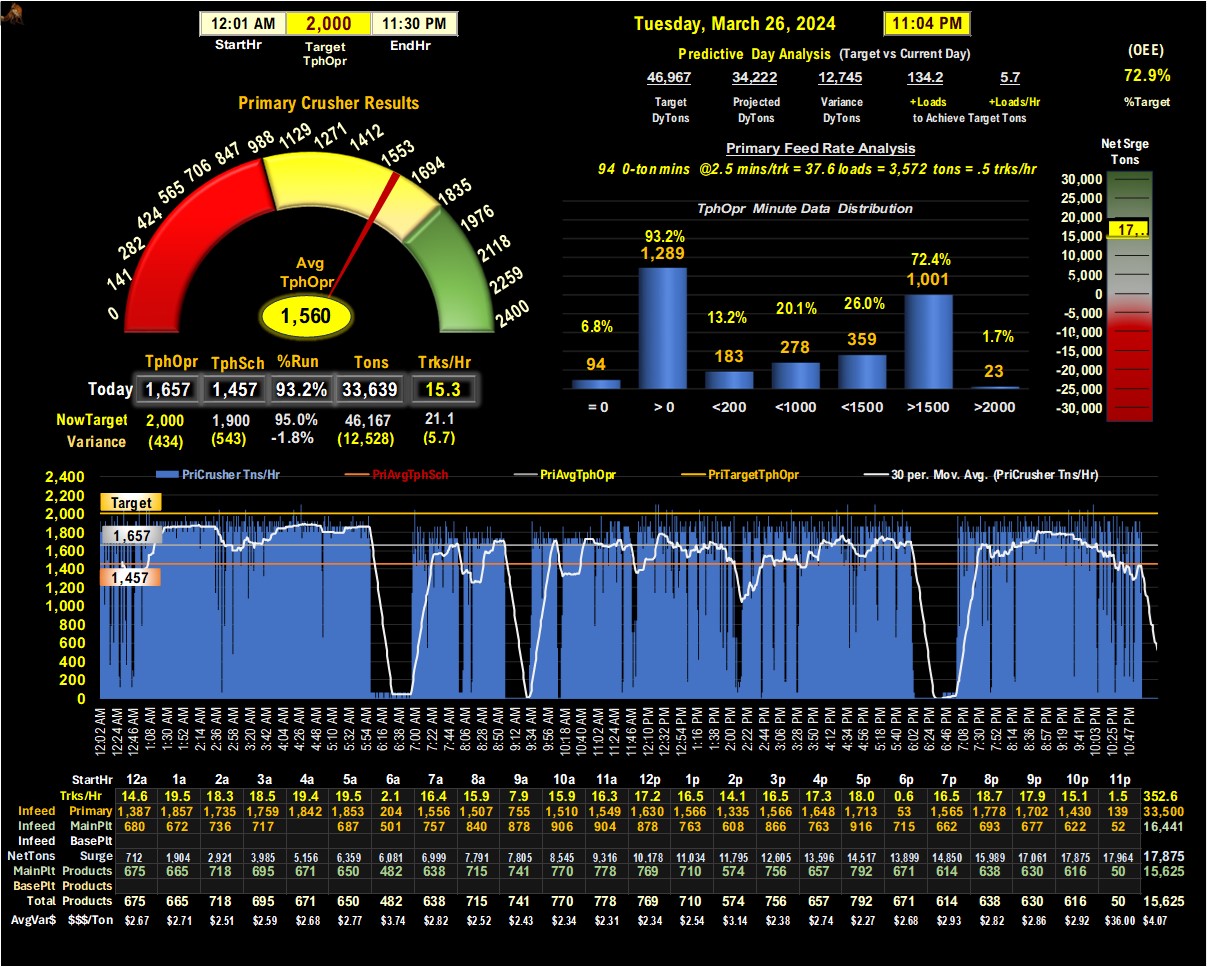 12:01 AM 2,000 11:30 PM
StartHr Target TphOpr EndHr
Tuesday, March 26, 2024 11:04 PM
Predictive Day Analysis (Target vs Current Day)
46,967 34,222 12,745 134.2 5.7
Target Projected Variance +Loads +Loads/Hr
DyTons DyTons DyTons to Achieve Target Tons
(OEE)
72.9%
%Target
Primary Crusher Results
0 141 282 424 565 706 847 988 1129 1271 1412 1553 1694 1835 1976 2118 2259 2400
Avg
TphOpr
1,560
TphOpr TphSch %Run Tons Trks/Hr
Today 1,657 1,457 93.2% 33,639 15.3
NowTarget 2,000 1,900 95.0% 46,167 21.1
Variance (434) (543) -1.8% (12,528) (5.7)
Primary Feed Rate Analysis
94 0-ton mins @2.5 mins/trk = 37.6 loads = 3,572 tons = .5 trks/hr
TphOpr Minute Data Distribution
6.8% 93.2% 13.2% 20.1% 26.0% 72.4% 1.7%
94 1,289 183 278 359 1,001 23
= 0 > 0 <200 <1000 <1500 >1500 >2000
Net Srge
Tons
30,000
25,000
20,000
17,..
15,000
10,000
5,000
0
-5,000
-10,000
-15,000
-20,000
-25,000
-30,000
PriCrusher Tns/Hr PriAvgTphSch PriAvgTphOpr PriTargetTphOpr 30 per. Mov. Avg. (PriCrusher Tns/Hr)
2,400
2,200
2,000
1,800
1,600
1,400
1,200
1,000
800
600
400
200
0
Target
1,657
1,457
12:02 AM 12:24 AM 12:46 AM 1:08 AM 1:30 AM 1:52 AM 2:14 AM 2:36 AM 2:58 AM 3:20 AM 3:42 AM 4:04 AM 4:26 AM 4:48 AM 5:10 AM 5:32 AM 5:54 AM 6:16 AM 6:38 AM 7:00 AM 7:22 AM 7:44 AM 8:06 AM 8:28 AM 8:50 AM 9:12 AM 9:34 AM 9:56 AM 10:18 AM 10:40 AM 11:02 AM 11:24 AM 11:46 AM 12:10 PM 12:32 PM 12:54 PM 1:16 PM 1:38 PM 2:00 PM 2:22 PM 2:44 PM 3:06 PM 3:28 PM 3:50 PM 4:12 PM 4:34 PM 4:56 PM 5:18 PM 5:40 PM 6:02 PM 6:24 PM 6:46 PM 7:08 PM 7:30 PM 7:52 PM 8:14 PM 8:36 PM 8:57 PM 9:19 PM 9:41 PM 10:03 PM 10:25 PM 10:47 PM
StartHr 12a 1a 2a 3a 4a 5a 6a 7a 8a 9a 10a 11a 12p 1p 2p 3p 4p 5p 6p 7p 8p 9p 10p 11p
Trks/Hr 14.6 19.5 18.3 18.5 19.4 19.5 2.1 16.4 15.9 7.9 15.9 16.3 17.2 16.5 14.1 16.5 17.3 18.0 0.6 16.5 18.7 17.9 15.1 1.5 352.6
Infeed Primary 1,387 1,857 1,735 1,759 1,842 1,853 204 1,556 1,507 755 1,510 1,549 1,630 1,566 1,335 1,566 1,648 1,713 53 1,565 1,778 1,702 1,430 139 33,500
Infeed MainPlt 680 672 736 717 687 501 757 840 878 906 904 878 763 608 866 763 916 715 662 693 677 622 52 16,441
Infeed BasePlt
NetTons Surge 712 1,904 2,921 3,985 5,156 6,359 6,081 6,999 7,791 7,805 8,545 9,316 10,178 11,034 11,795 12,605 13,596 14,517 13,899 14,850 15,989 17,061 17,875 17,964 17,875
MainPlt Products 675 665 718 695 671 650 482 638 715 741 770 778 769 710 574 756 657 792 671 614 638 630 616 50 15,625
BasePlt Products
Total Products 675 665 718 695 671 650 482 638 715 741 770 778 769 710 574 756 657 792 671 614 638 630 616 50 15,625
AvgVar$ $$$/Ton $2.67 $2.71 $2.51 $2.59 $2.68 $2.77 $3.74 $2.82 $2.52 $2.43 $2.34 $2.31 $2.34 $2.54 $3.14 $2.38 $2.74 $2.27 $2.68 $2.93 $2.82 $2.86 $2.92 $36.00 $4.07